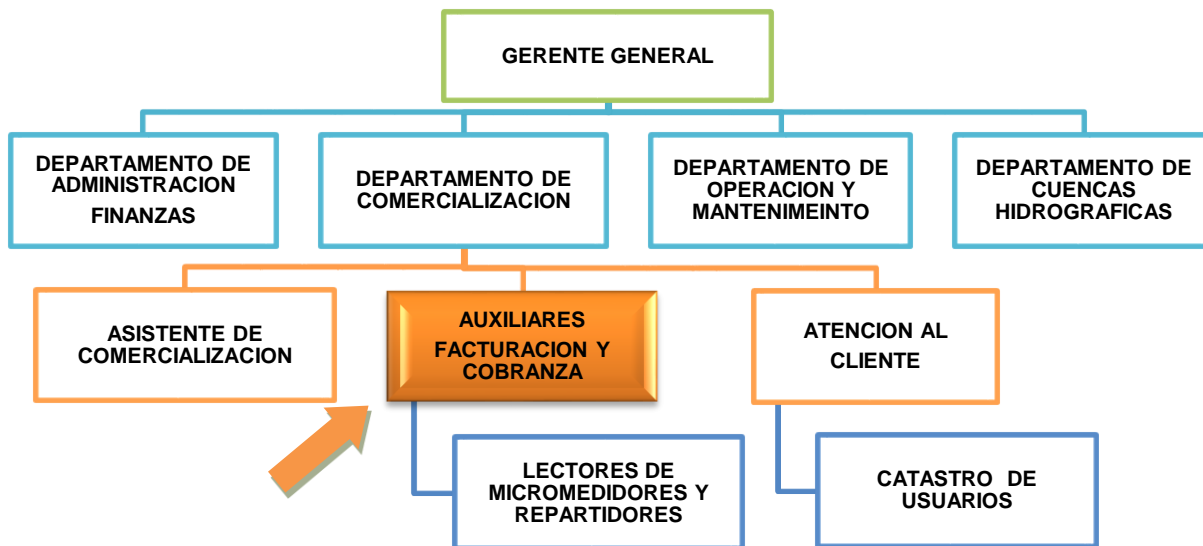 GERENTE GENERAL
DEPARTAMENTO DE
ADMINISTRACION
FINANZAS
DEPARTAMENTO DE
COMERCIALIZACION
DEPARTAMENTO DE
OPERACION Y
MANTENIMEINTO
DEPARTAMENTO DE
CUENCAS
HIDROGRAFICAS
ASISTENTE DE
COMERCIALIZACION
AUXILIARES
FACTURACION Y
COBRANZA
ATENCION AL
CLIENTE
LECTORES DE
MICROMEDIDORES Y
REPARTIDORES
CATASTRO DE
USUARIOS